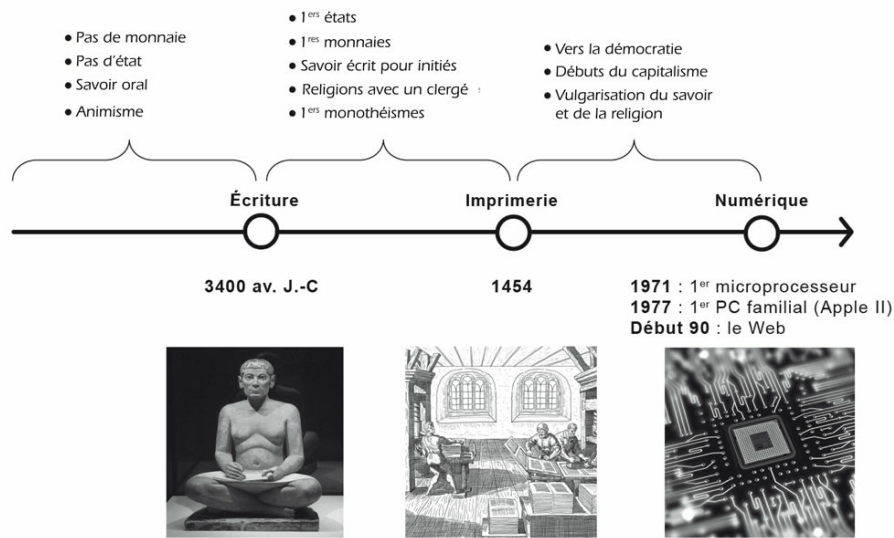 • Pas de monnaie
• Pas d'état
• Savoir oral
• Animisme
• 1ers états
• 1res monnaies
• Savoir écrit pour initiés
• Religions avec un clergé
• 1ers monothéismes
• Vers la démocratie
• Débuts du capitalisme
• Vulgarisation du savoir
et de la religion
Écriture
Imprimerie
Numérique
3400 av. J.-C
1454
1971 : 1er microprocesseur
1977 : 1er PC familial (Apple II)
Début 90 : le Web